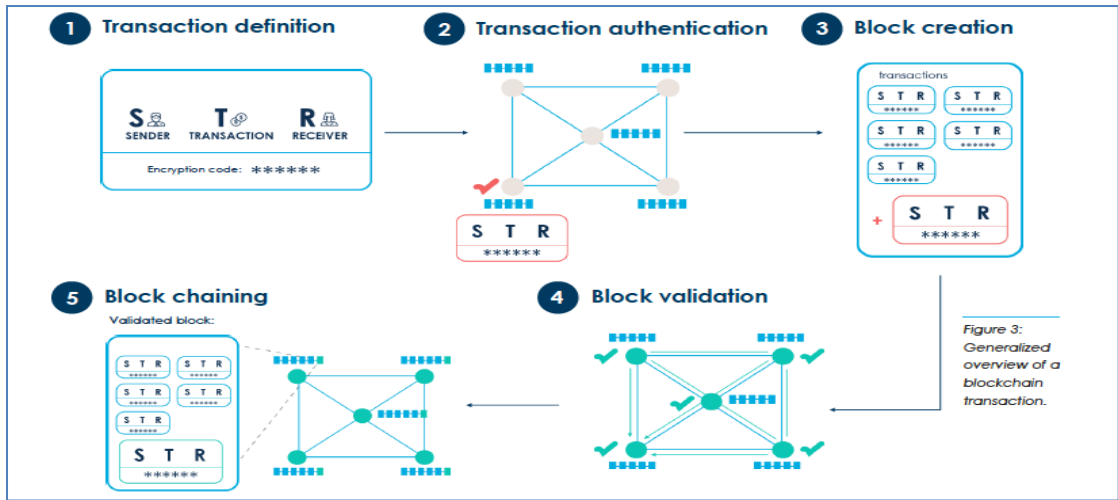 1 Transaction definition
S T R
SENDER TRANSACTION RECEIVER
Encryption code: ******
2 Transaction authentication
S T R
******
3 Block creation
transactions
S T R S T R
****** ******
S T R S T R
****** ******
S T R
******
+ S T R
******
Figure 3:
Generalized
overview of a
blockchain
transaction.
4 Block validation
5 Block chaining
Validated block:
S T R S T R
****** ******
S T R S T R
****** ******
S T R
******
S T R
******